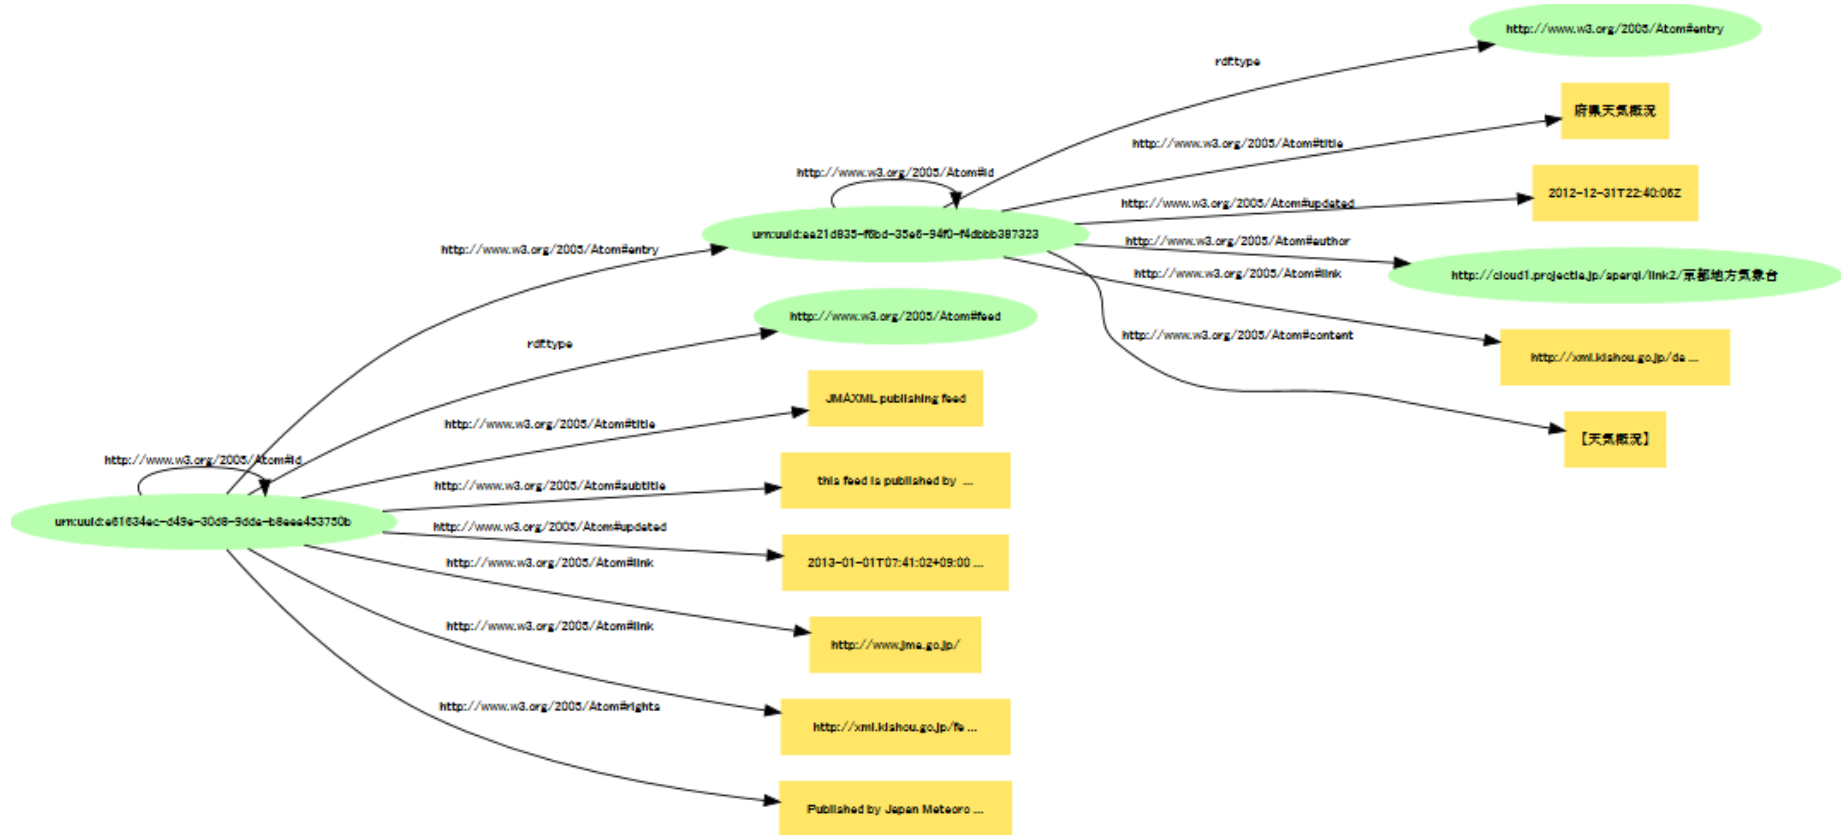 http://www.w3.org/2005/Atom#entry
rdf:type
府県天気概況
http://www.w3.org/2005/Atom#title
http://www.w3.org/2005/Atom#id
2012-12-31T22:40:06Z
http://www.w3.org/2005/Atom#updated
urn:uuid:ea21d835-f6bd-35e6-94f0-f4dbbb387323
http://www.w3.org/2005/Atom#author
http://www.w3.org/2005/Atom#entry
http://www.w3.org/2005/Atom#link
http://cloud1.projectla.jp/sparql/link2/京都地方気象台
http://www.w3.org/2005/Atom#feed
http://www.w3.org/2005/Atom#content
rdf:type
http://xml.kishou.go.jp/da ...
JMAXML publishing feed
http://www.w3.org/2005/Atom#title
【天気概況】
http://www.w3.org/2005/Atom#id
this feed is published by ...
http://www.w3.org/2005/Atom#subtitle
urn:uuid:e61634ec-d49e-30d8-9dda-b8eea453750b
http://www.w3.org/2005/Atom#updated
2013-01-01T07:41:02+09:00 ...
http://www.w3.org/2005/Atom#link
http://www.w3.org/2005/Atom#link
http://www.jma.go.jp/
http://www.w3.org/2005/Atom#rights
http://xml.kishou.go.jp/fe ...
Published by Japan Meteoro ...